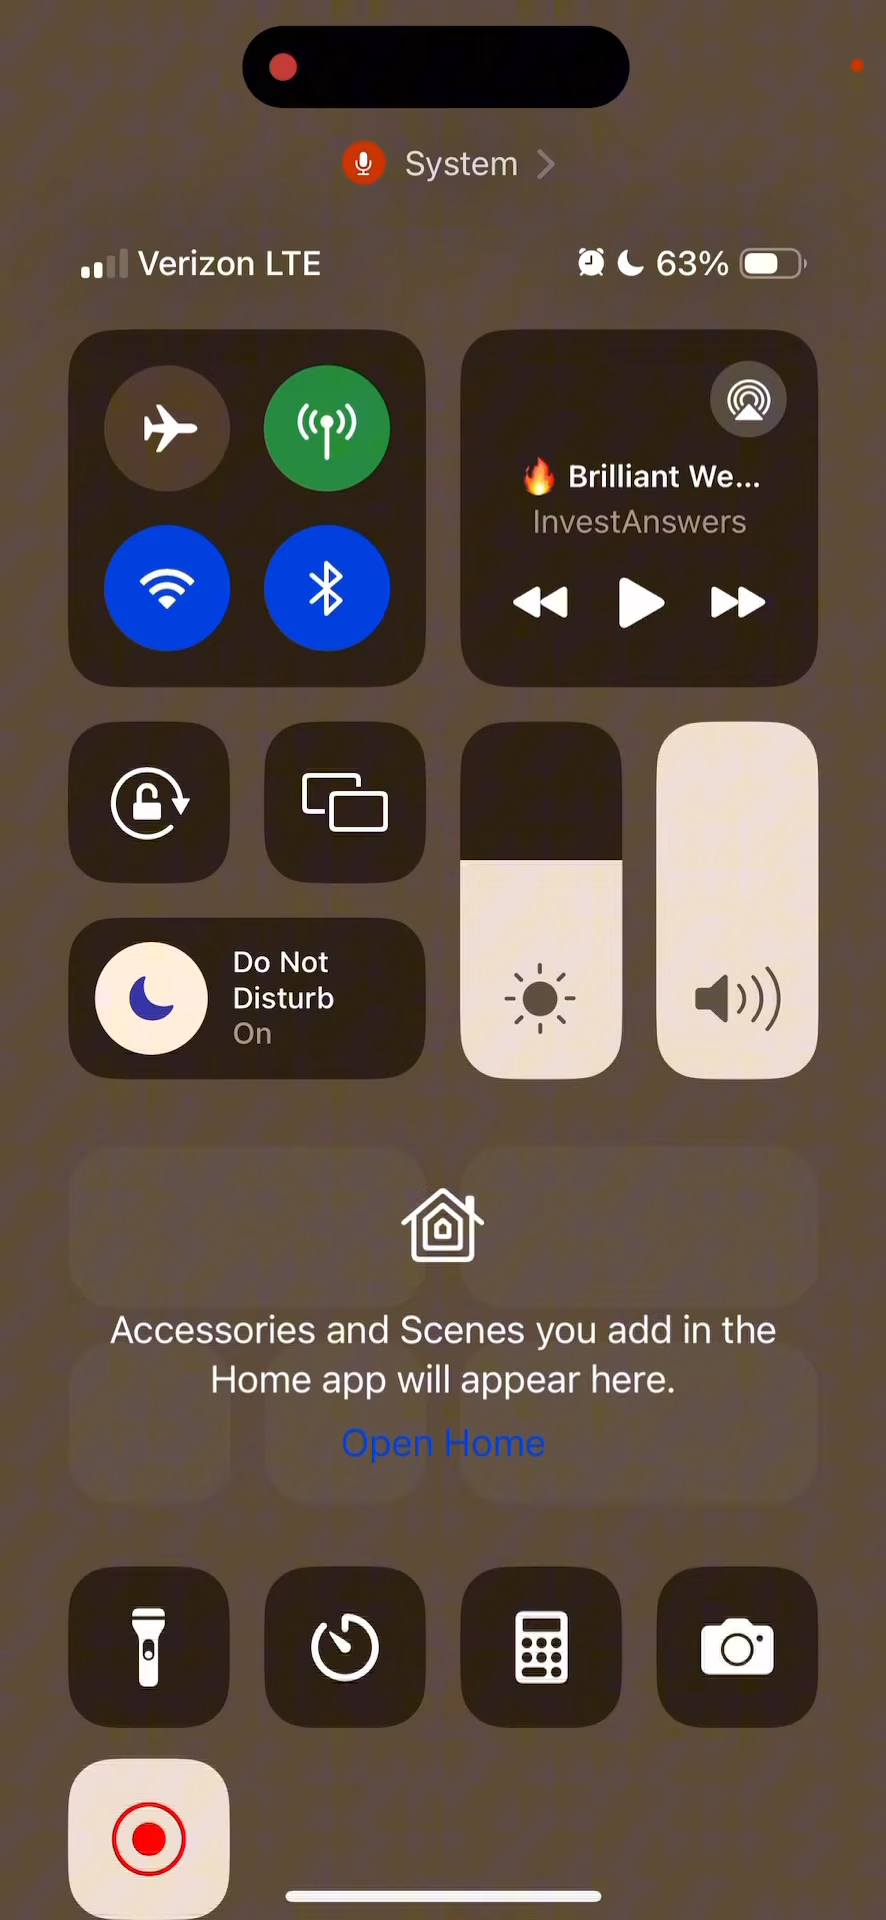 System
Verizon LTE
63%
🔥 Brilliant We...
InvestAnswers
Do Not
Disturb
On
Accessories and Scenes you add in the
Home app will appear here.
Open Home